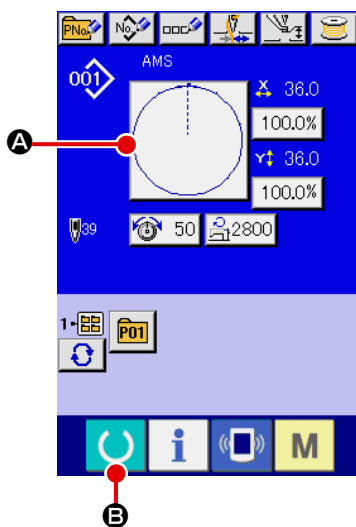 PNo. No.
AMS
001
X 36.0
A
100.0%
Y 36.0
100.0%
39 50 2800
1-
P01
i M
B